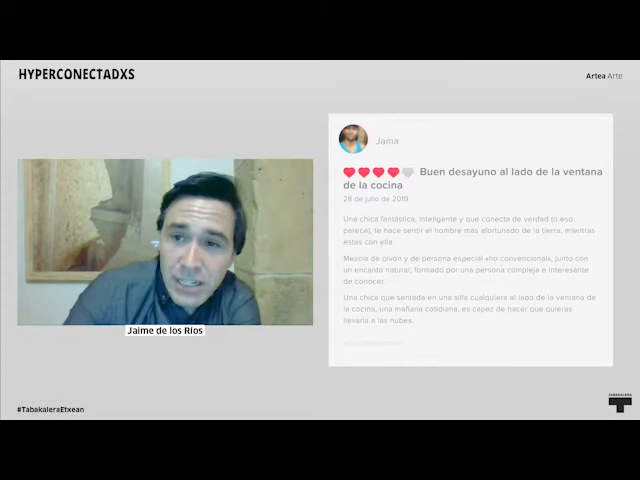 HYPERCONECTADXS
Artea Arte
Jama
Buen desayuno al lado de la ventana
de la cocina
28 de julio de 2019
Una chica fantástica, inteligente y que conecta de verdad (o eso
parece), te hace sentir el hombre más afortunado de la tierra, mientras
estas con ella.
Mezcla de pivon y de persona especial «no convencional», junto con
un encanto natural, formado por una persona compleja e interesante
de conocer.
Una chica que sentada en una silla cualquiera al lado de la ventana de
la cocina, una mañana cotidiana, es capaz de hacer que quieras
llevarla a las nubes.
Jaime de los Ríos
#TabakaleraEtxean
TABAKALERA